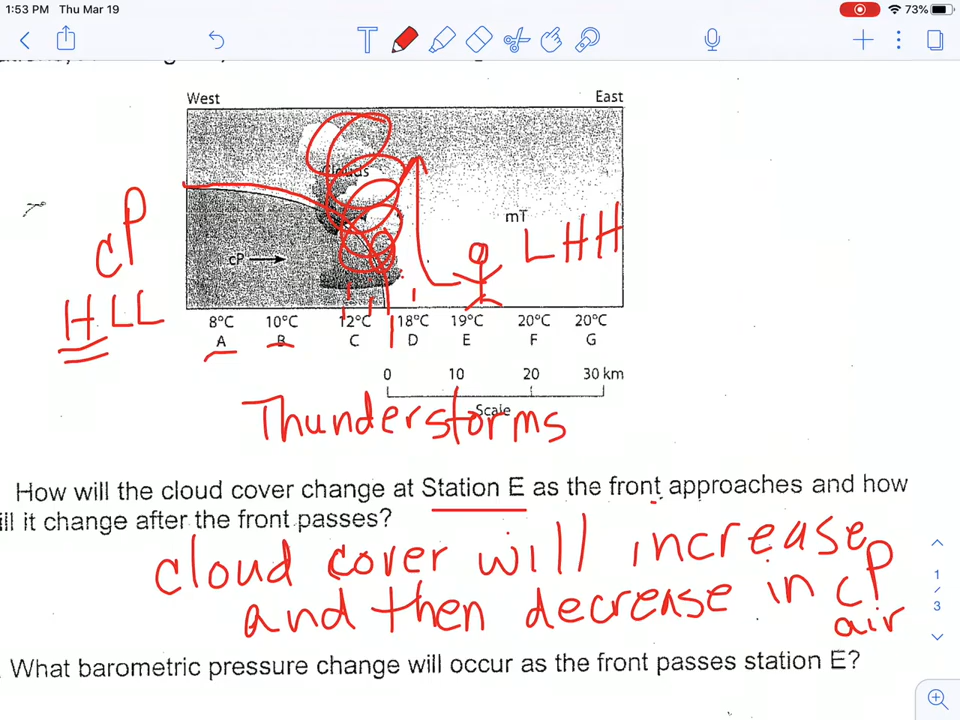 1:53 PM Thu Mar 19
73%
West East
Clouds
mT
LHH
cP
cP
HLL
8°C 10°C 12°C 18°C 19°C 20°C 20°C
A B C D E F G
0 10 20 30 km
Scale
Thunderstorms
How will the cloud cover change at Station E as the front approaches and how
ill it change after the front passes?
cloud cover will increase
and then decrease in cP
air
What barometric pressure change will occur as the front passes station E?
1
/
3